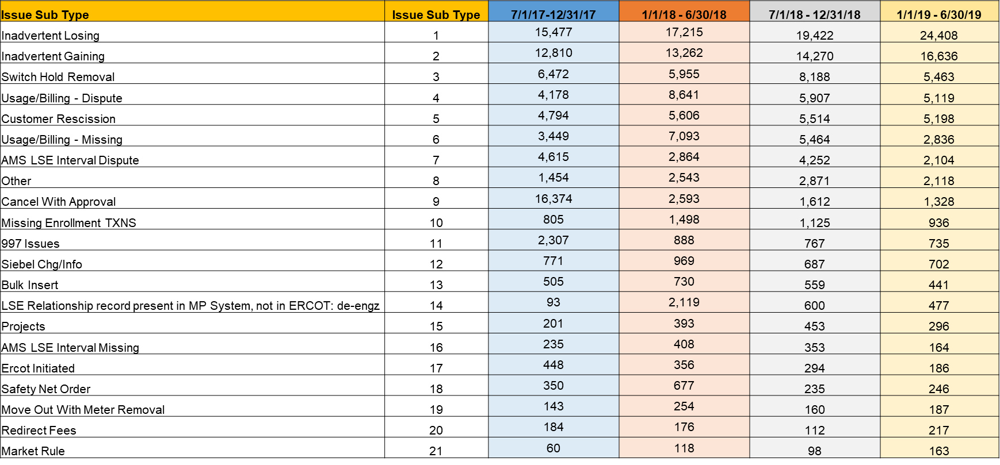 Issue Sub Type Issue Sub Type 7/1/17-12/31/17 1/1/18 - 6/30/18 7/1/18 - 12/31/18 1/1/19 - 6/30/19
Inadvertent Losing 1 15,477 17,215 19,422 24,408
Inadvertent Gaining 2 12,810 13,262 14,270 16,636
Switch Hold Removal 3 6,472 5,955 8,188 5,463
Usage/Billing - Dispute 4 4,178 8,641 5,907 5,119
Customer Rescission 5 4,794 5,606 5,514 5,198
Usage/Billing - Missing 6 3,449 7,093 5,464 2,836
AMS LSE Interval Dispute 7 4,615 2,864 4,252 2,104
Other 8 1,454 2,543 2,871 2,118
Cancel With Approval 9 16,374 2,593 1,612 1,328
Missing Enrollment TXNS 10 805 1,498 1,125 936
997 Issues 11 2,307 888 767 735
Siebel Chg/Info 12 771 969 687 702
Bulk Insert 13 505 730 559 441
LSE Relationship record present in MP System, not in ERCOT: de-engz 14 93 2,119 600 477
Projects 15 201 393 453 296
AMS LSE Interval Missing 16 235 408 353 164
Ercot Initiated 17 448 356 294 186
Safety Net Order 18 350 677 235 246
Move Out With Meter Removal 19 143 254 160 187
Redirect Fees 20 184 176 112 217
Market Rule 21 60 118 98 163